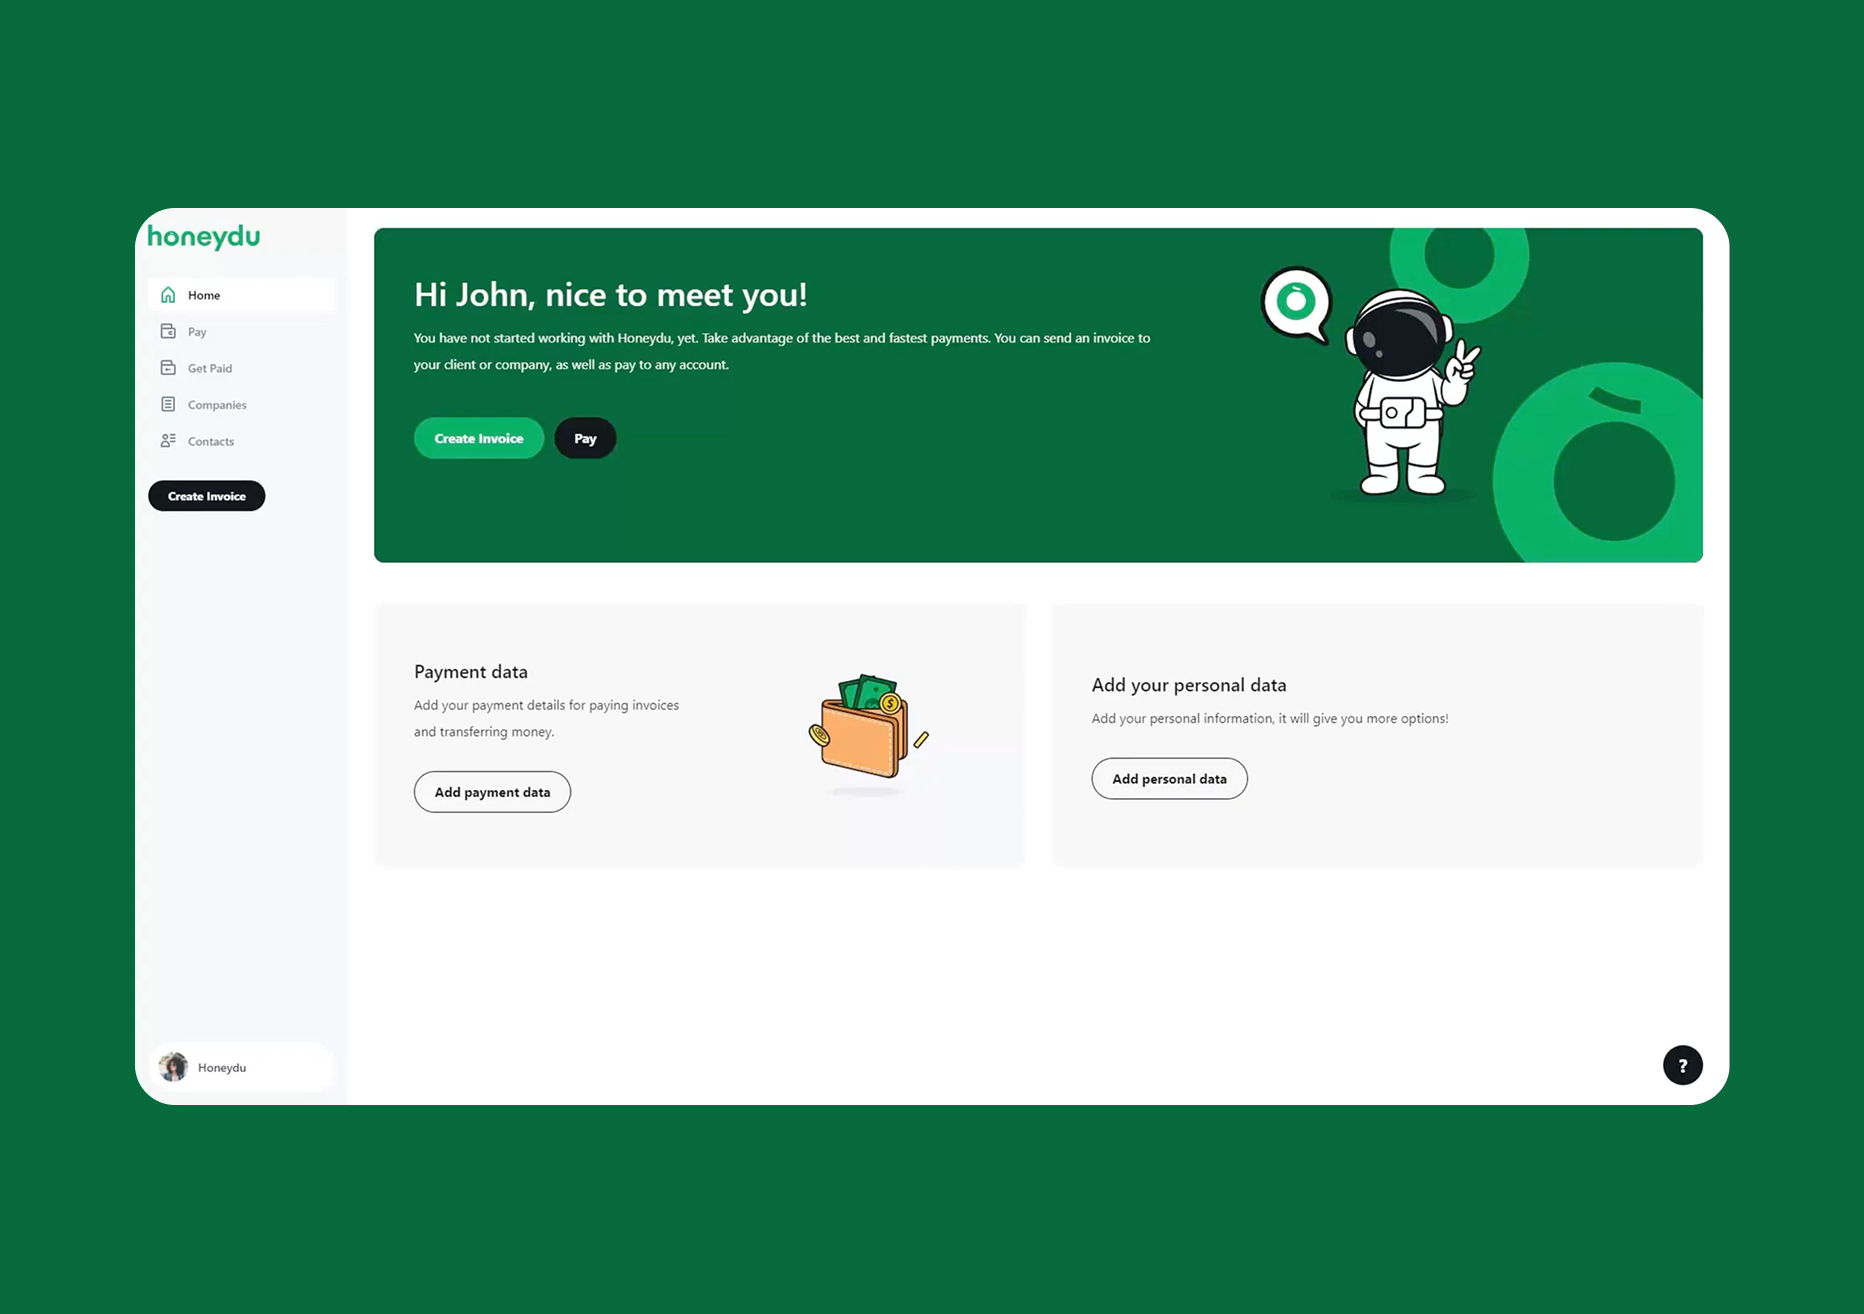 honeydu
Home
Pay
Get Paid
Companies
Contacts
Create Invoice
Honeydu
Hi John, nice to meet you!
You have not started working with Honeydu, yet. Take advantage of the best and fastest payments. You can send an invoice to
your client or company, as well as pay to any account.
Create Invoice
Pay
Payment data
Add your payment details for paying invoices
and transferring money.
Add payment data
$
Add your personal data
Add your personal information, it will give you more options!
Add personal data
?